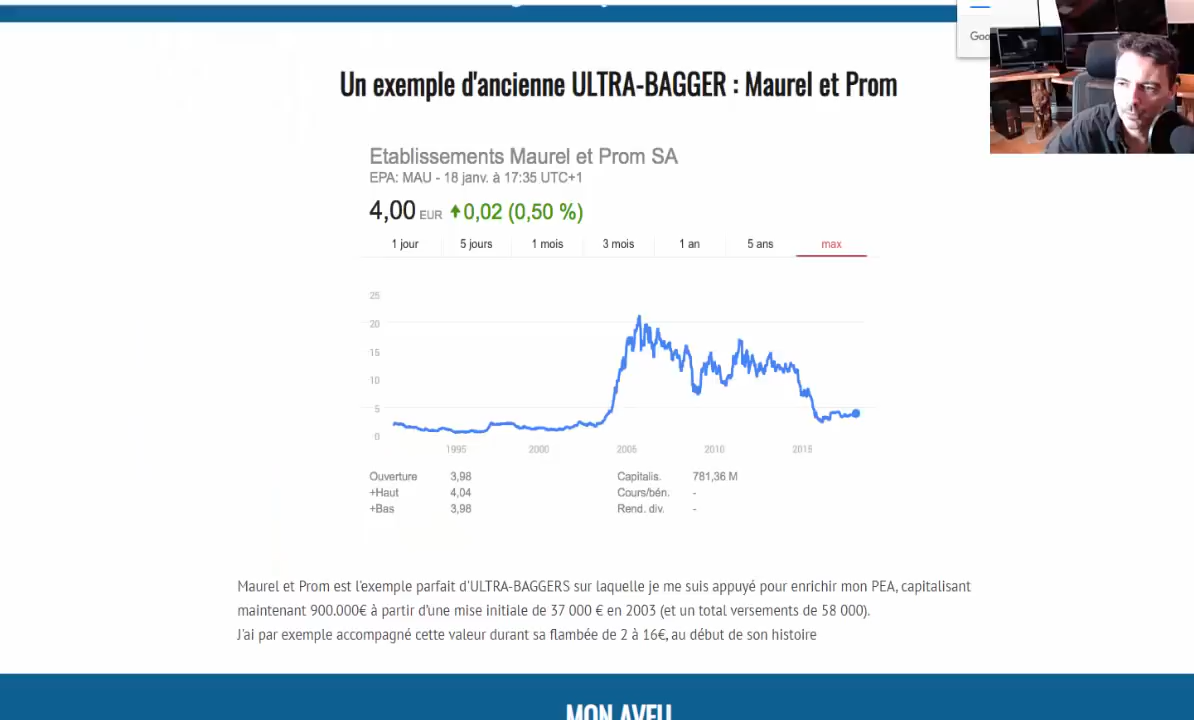 Goo
Un exemple d'ancienne ULTRA-BAGGER : Maurel et Prom
Etablissements Maurel et Prom SA
EPA: MAU - 18 janv. à 17:35 UTC+1
4,00 EUR 0,02 (0,50 %)
1 jour 5 jours 1 mois 3 mois 1 an 5 ans max
25
20
15
10
5
0
1995 2000 2005 2010 2015
Ouverture 3,98 Capitalis. 781,36 M
+Haut 4,04 Cours/bén. -
+Bas 3,98 Rend. div. -
Maurel et Prom est l'exemple parfait d'ULTRA-BAGGERS sur laquelle je me suis appuyé pour enrichir mon PEA, capitalisant
maintenant 900.000€ à partir d'une mise initiale de 37 000 € en 2003 (et un total versements de 58 000).
J'ai par exemple accompagné cette valeur durant sa flambée de 2 à 16€, au début de son histoire
MON AVEU